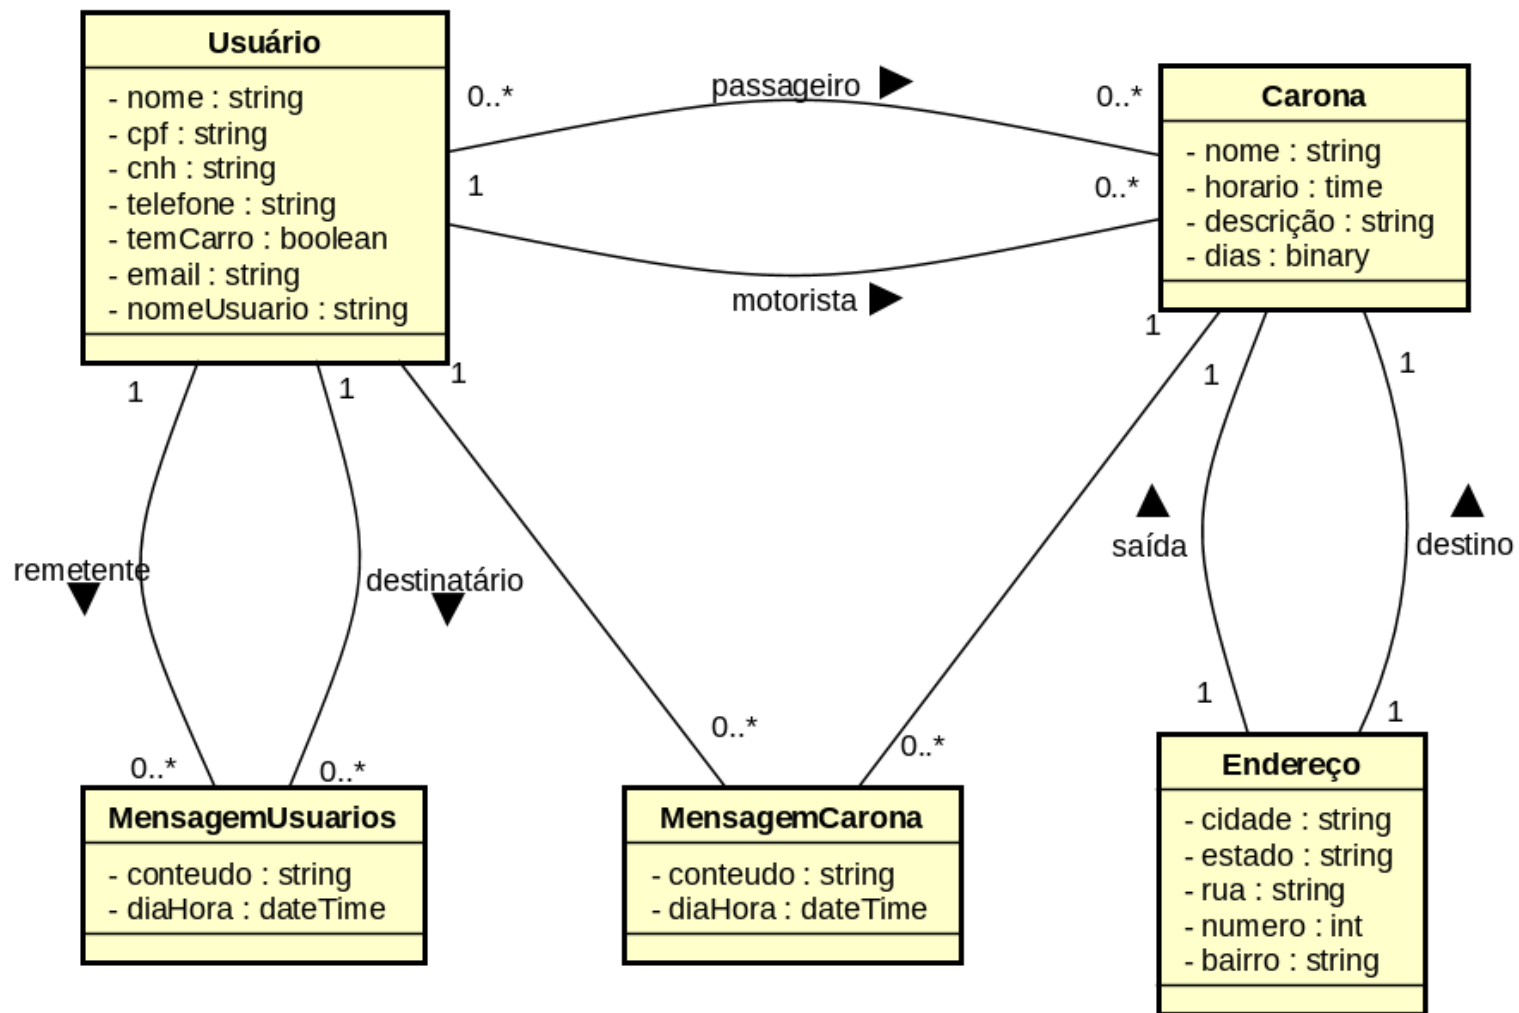 Usuário
- nome : string
- cpf : string
- cnh : string
- telefone : string
- temCarro : boolean
- email : string
- nomeUsuario : string
0..*
passageiro
0..*
1
motorista
0..*
Carona
- nome : string
- horario : time
- descrição : string
- dias : binary
1
1
1
1
1
1
remetente
destinatário
saída
destino
0..*
0..*
0..*
0..*
1
1
MensagemUsuarios
- conteudo : string
- diaHora : dateTime
MensagemCarona
- conteudo : string
- diaHora : dateTime
Endereço
- cidade : string
- estado : string
- rua : string
- numero : int
- bairro : string